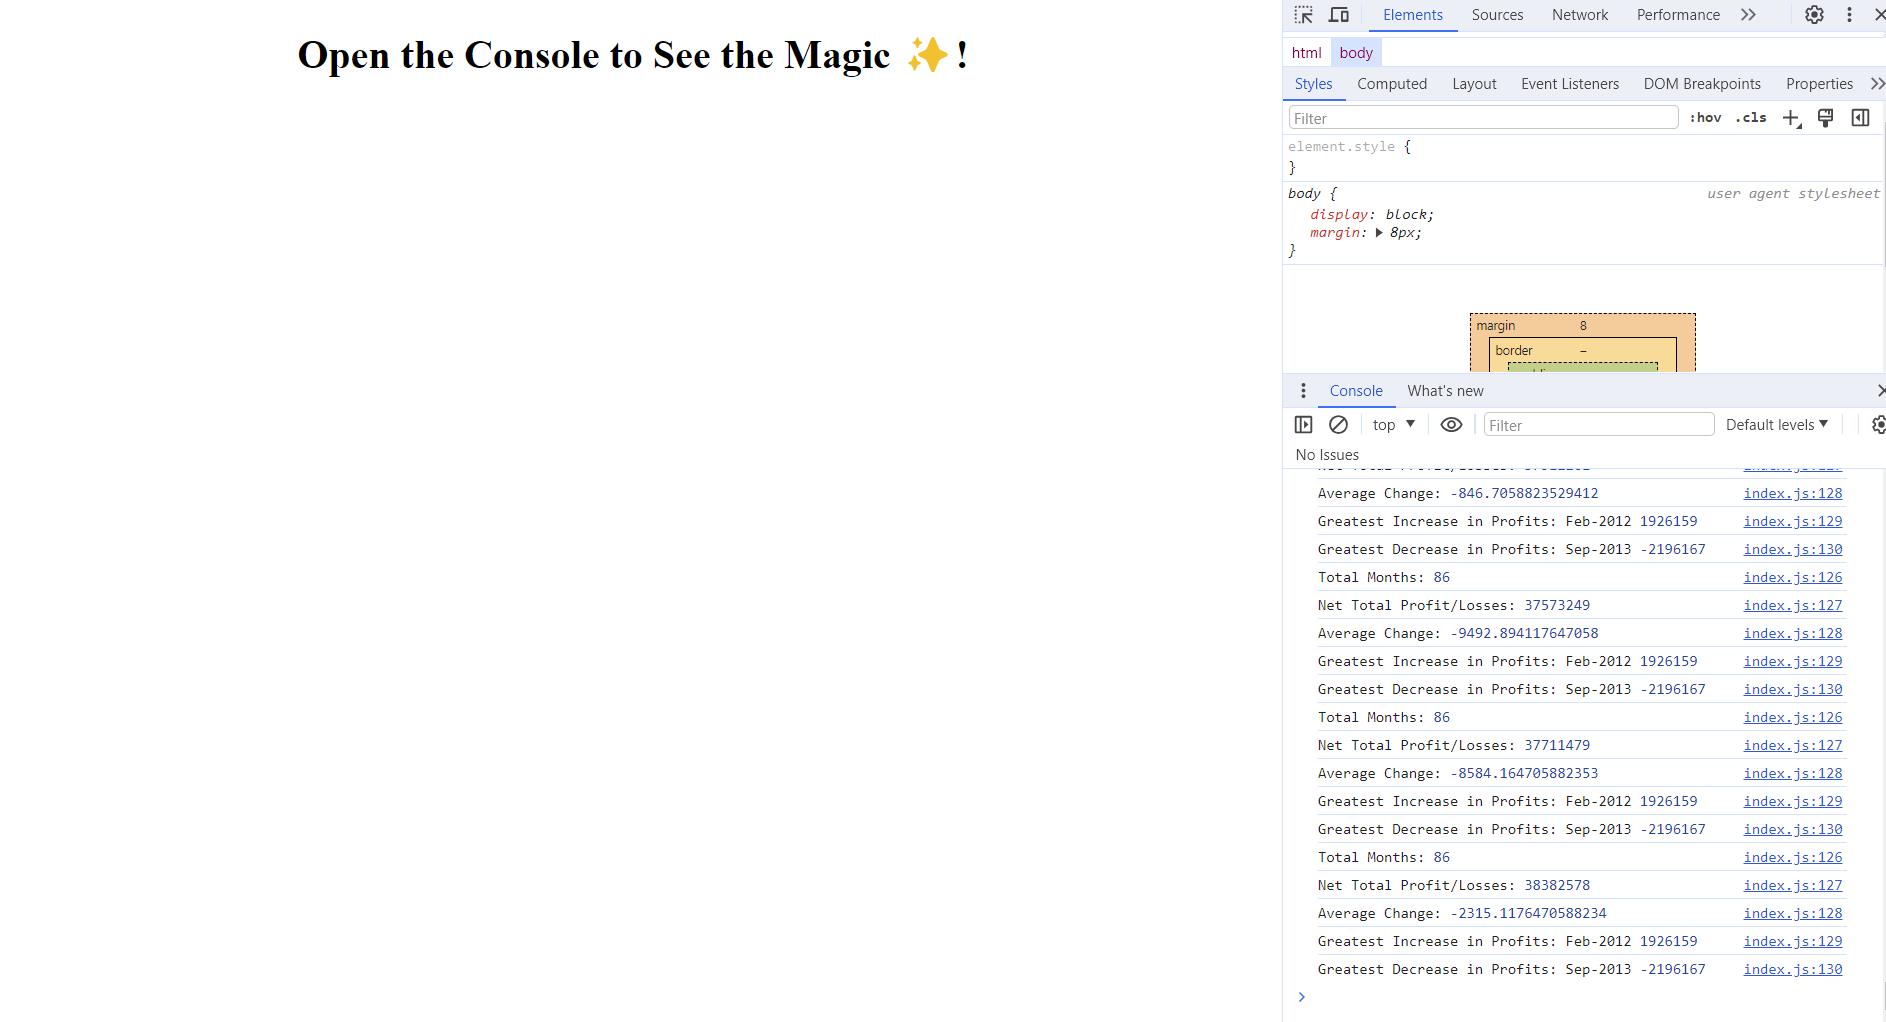 Open the Console to See the Magic ✨!
Elements Sources Network Performance
html body
Styles Computed Layout Event Listeners DOM Breakpoints Properties
Filter :hov .cls
element.style {
}
body { user agent stylesheet
display: block;
margin: 8px;
}
margin 8
border –
Console What's new
top Filter Default levels
No Issues
Average Change: -846.7058823529412 index.js:128
Greatest Increase in Profits: Feb-2012 1926159 index.js:129
Greatest Decrease in Profits: Sep-2013 -2196167 index.js:130
Total Months: 86 index.js:126
Net Total Profit/Losses: 37573249 index.js:127
Average Change: -9492.894117647058 index.js:128
Greatest Increase in Profits: Feb-2012 1926159 index.js:129
Greatest Decrease in Profits: Sep-2013 -2196167 index.js:130
Total Months: 86 index.js:126
Net Total Profit/Losses: 37711479 index.js:127
Average Change: -8584.164705882353 index.js:128
Greatest Increase in Profits: Feb-2012 1926159 index.js:129
Greatest Decrease in Profits: Sep-2013 -2196167 index.js:130
Total Months: 86 index.js:126
Net Total Profit/Losses: 38382578 index.js:127
Average Change: -2315.1176470588234 index.js:128
Greatest Increase in Profits: Feb-2012 1926159 index.js:129
Greatest Decrease in Profits: Sep-2013 -2196167 index.js:130